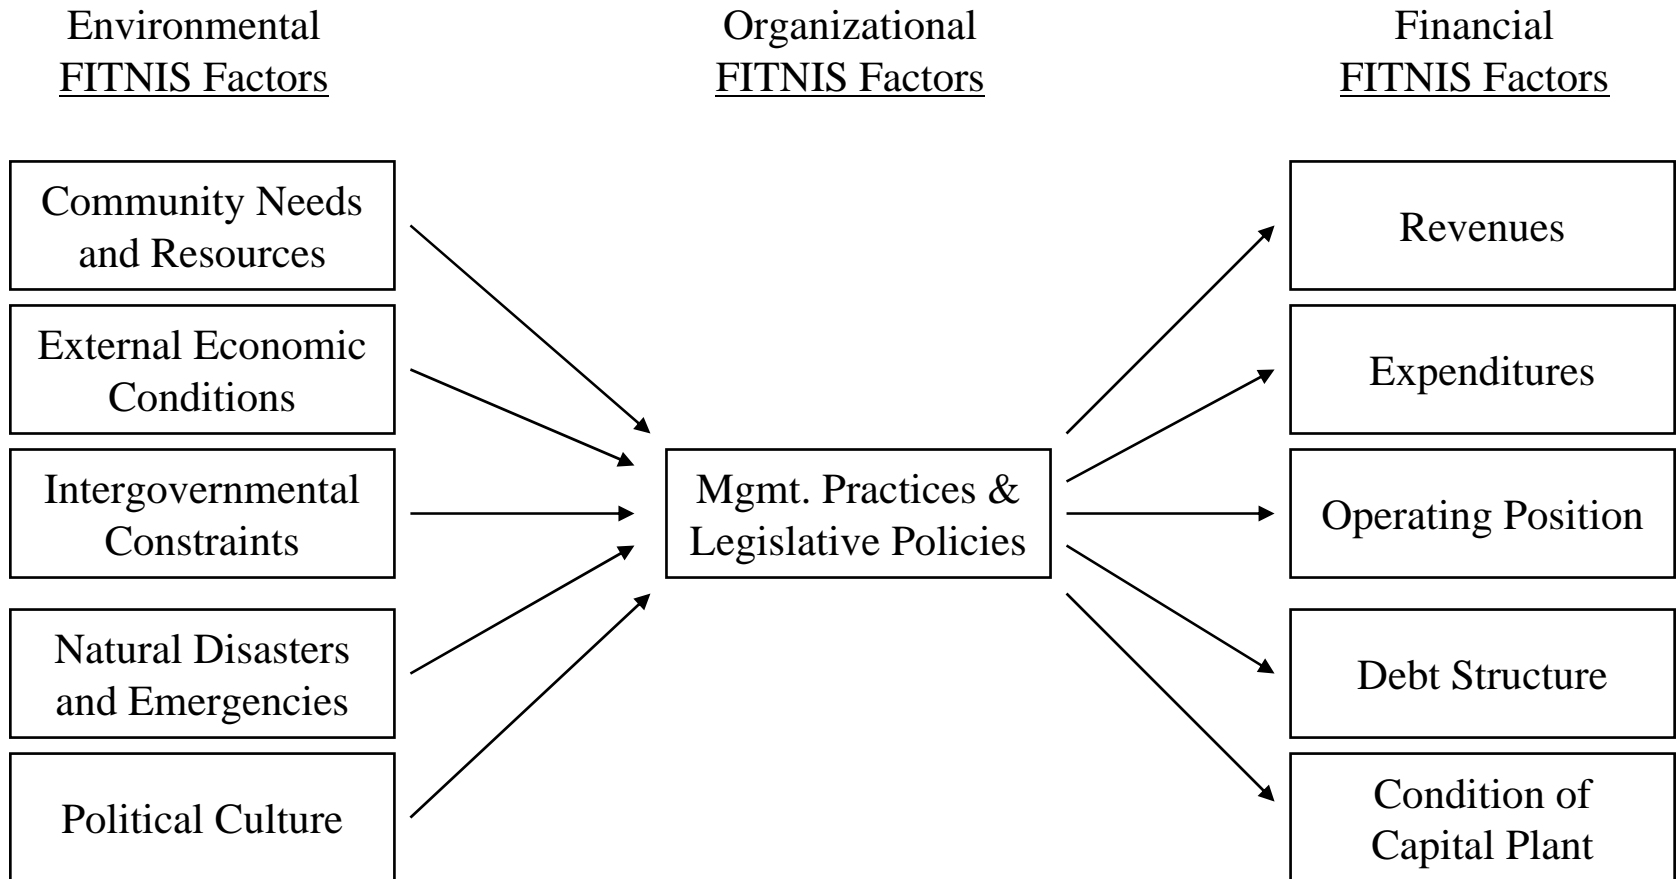 Environmental
FITNIS Factors
Organizational
FITNIS Factors
Financial
FITNIS Factors
Community Needs
and Resources
External Economic
Conditions
Intergovernmental
Constraints
Natural Disasters
and Emergencies
Political Culture
Mgmt. Practices &
Legislative Policies
Revenues
Expenditures
Operating Position
Debt Structure
Condition of
Capital Plant